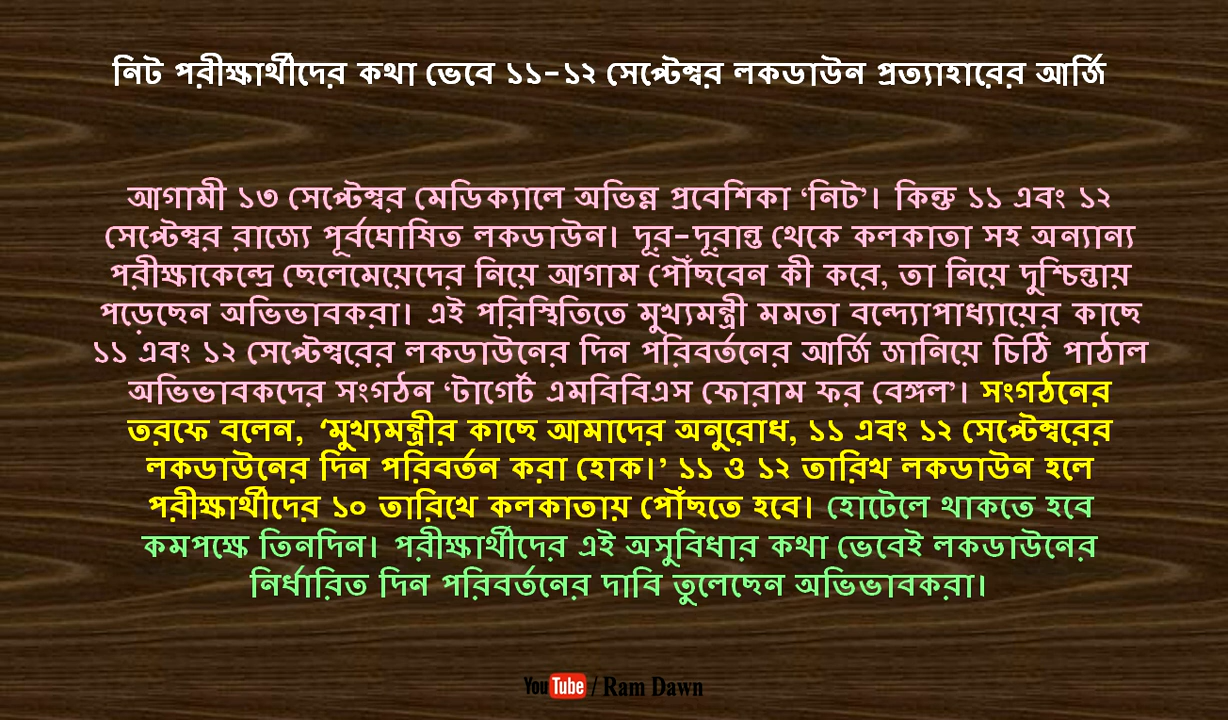 নিট পরীক্ষার্থীদের কথা ভেবে ১১-১২ সেপ্টেম্বর লকডাউন প্রত্যাহারের আর্জি
আগামী ১৩ সেপ্টেম্বর মেডিক্যালে অভিন্ন প্রবেশিকা ‘নিট’। কিন্তু ১১ এবং ১২
সেপ্টেম্বর রাজ্যে পূর্বঘোষিত লকডাউন। দূর-দূরান্ত থেকে কলকাতা সহ অন্যান্য
পরীক্ষাকেন্দ্রে ছেলেমেয়েদের নিয়ে আগাম পৌঁছবেন কী করে, তা নিয়ে দুশ্চিন্তায়
পড়েছেন অভিভাবকরা। এই পরিস্থিতিতে মুখ্যমন্ত্রী মমতা বন্দ্যোপাধ্যায়ের কাছে
১১ এবং ১২ সেপ্টেম্বরের লকডাউনের দিন পরিবর্তনের আর্জি জানিয়ে চিঠি পাঠাল
অভিভাবকদের সংগঠন ‘টার্গেট এমবিবিএস ফোরাম ফর বেঙ্গল’। সংগঠনের
তরফে বলেন, ‘মুখ্যমন্ত্রীর কাছে আমাদের অনুরোধ, ১১ এবং ১২ সেপ্টেম্বরের
লকডাউনের দিন পরিবর্তন করা হোক।’ ১১ ও ১২ তারিখ লকডাউন হলে
পরীক্ষার্থীদের ১০ তারিখে কলকাতায় পৌঁছতে হবে। হোটেলে থাকতে হবে
কমপক্ষে তিনদিন। পরীক্ষার্থীদের এই অসুবিধার কথা ভেবেই লকডাউনের
নির্ধারিত দিন পরিবর্তনের দাবি তুলেছেন অভিভাবকরা।
YouTube / Ram Dawn